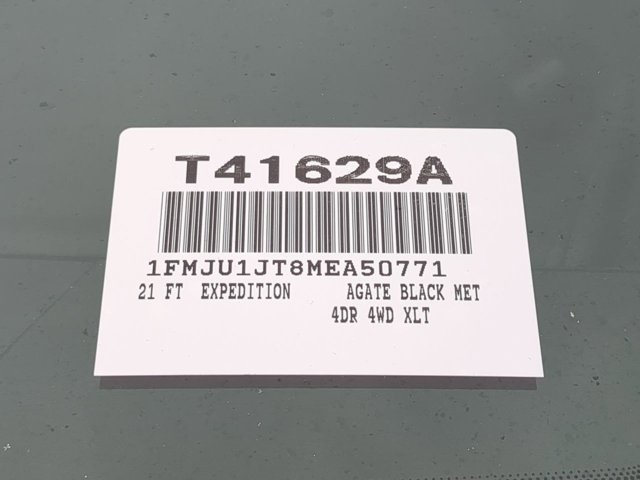 T41629A
1FMJU1JT8MEA50771
21 FT EXPEDITION AGATE BLACK MET
4DR 4WD XLT